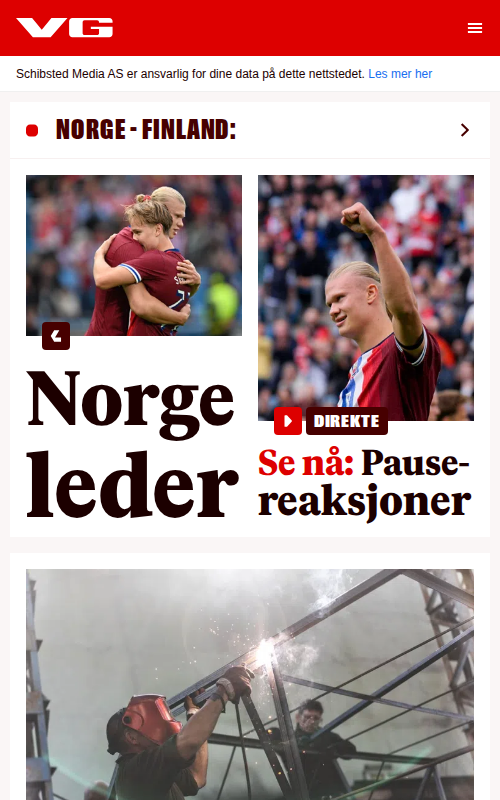 VG
Schibsted Media AS er ansvarlig for dine data på dette nettstedet. Les mer her
NORGE - FINLAND:
Norge
leder
DIREKTE
Se nå: Pause-
reaksjoner